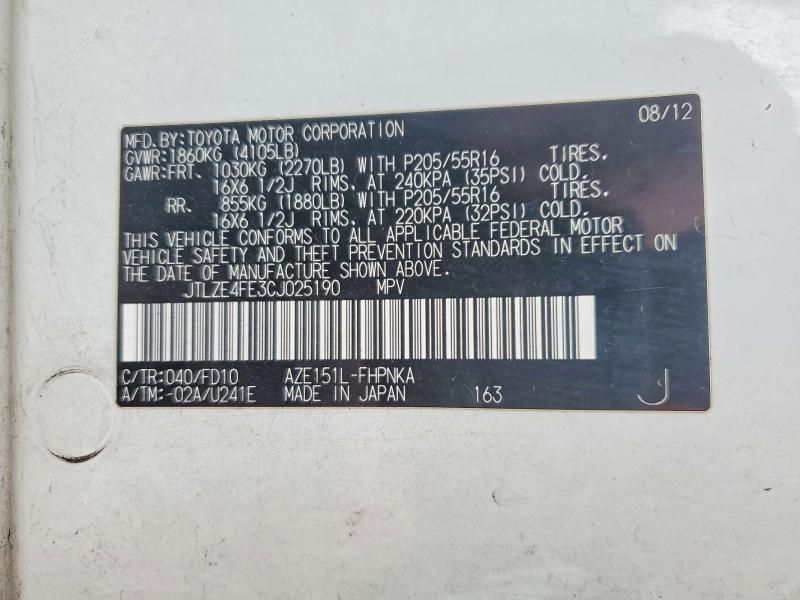 08/12
MFD.BY:TOYOTA MOTOR CORPORATION
GVWR:1860KG (4105LB)
GAWR:FRT. 1030KG (2270LB) WITH P205/55R16 TIRES,
16X6 1/2J RIMS, AT 240KPA (35PSI) COLD.
RR. 855KG (1880LB) WITH P205/55R16 TIRES,
16X6 1/2J RIMS, AT 220KPA (32PSI) COLD.
THIS VEHICLE CONFORMS TO ALL APPLICABLE FEDERAL MOTOR
VEHICLE SAFETY AND THEFT PREVENTION STANDARDS IN EFFECT ON
THE DATE OF MANUFACTURE SHOWN ABOVE.
JTLZE4FE3CJ025190 MPV
C/TR:040/FD10 AZE151L-FHPNKA
A/TM:-02A/U241E MADE IN JAPAN 163 J